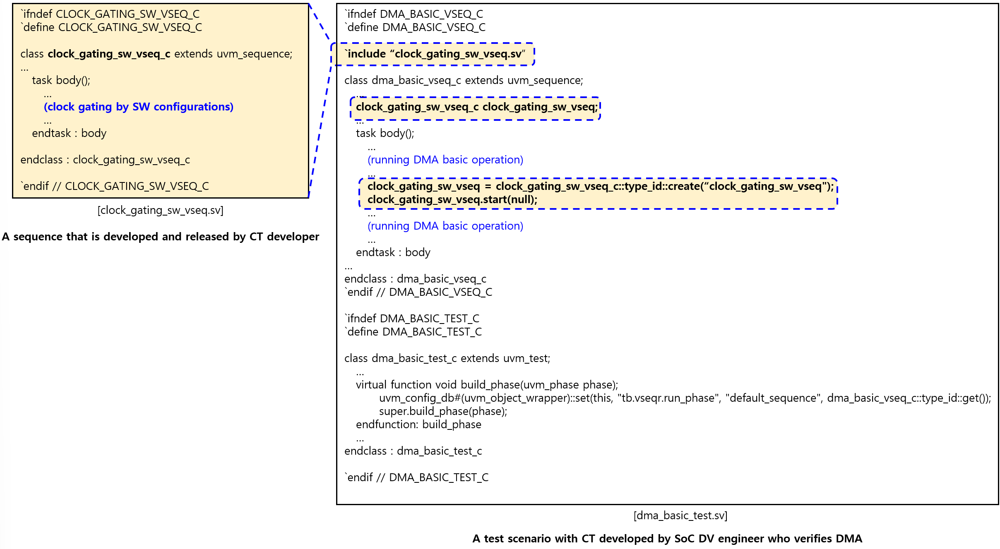 `ifndef CLOCK_GATING_SW_VSEQ_C
`define CLOCK_GATING_SW_VSEQ_C
class clock_gating_sw_vseq_c extends uvm_sequence;
...
task body();
...
(clock gating by SW configurations)
...
endtask : body
endclass : clock_gating_sw_vseq_c
`endif // CLOCK_GATING_SW_VSEQ_C
[clock_gating_sw_vseq.sv]
A sequence that is developed and released by CT developer
`ifndef DMA_BASIC_VSEQ_C
`define DMA_BASIC_VSEQ_C
`include “clock_gating_sw_vseq.sv”
class dma_basic_vseq_c extends uvm_sequence;
...
clock_gating_sw_vseq_c clock_gating_sw_vseq;
...
task body();
...
(running DMA basic operation)
...
clock_gating_sw_vseq = clock_gating_sw_vseq_c::type_id::create(“clock_gating_sw_vseq");
clock_gating_sw_vseq.start(null);
...
(running DMA basic operation)
...
endtask : body
...
endclass : dma_basic_vseq_c
`endif // DMA_BASIC_VSEQ_C
`ifndef DMA_BASIC_TEST_C
`define DMA_BASIC_TEST_C
class dma_basic_test_c extends uvm_test;
...
virtual function void build_phase(uvm_phase phase);
uvm_config_db#(uvm_object_wrapper)::set(this, "tb.vseqr.run_phase", "default_sequence", dma_basic_vseq_c::type_id::get());
super.build_phase(phase);
endfunction: build_phase
...
endclass : dma_basic_test_c
`endif // DMA_BASIC_TEST_C
[dma_basic_test.sv]
A test scenario with CT developed by SoC DV engineer who verifies DMA